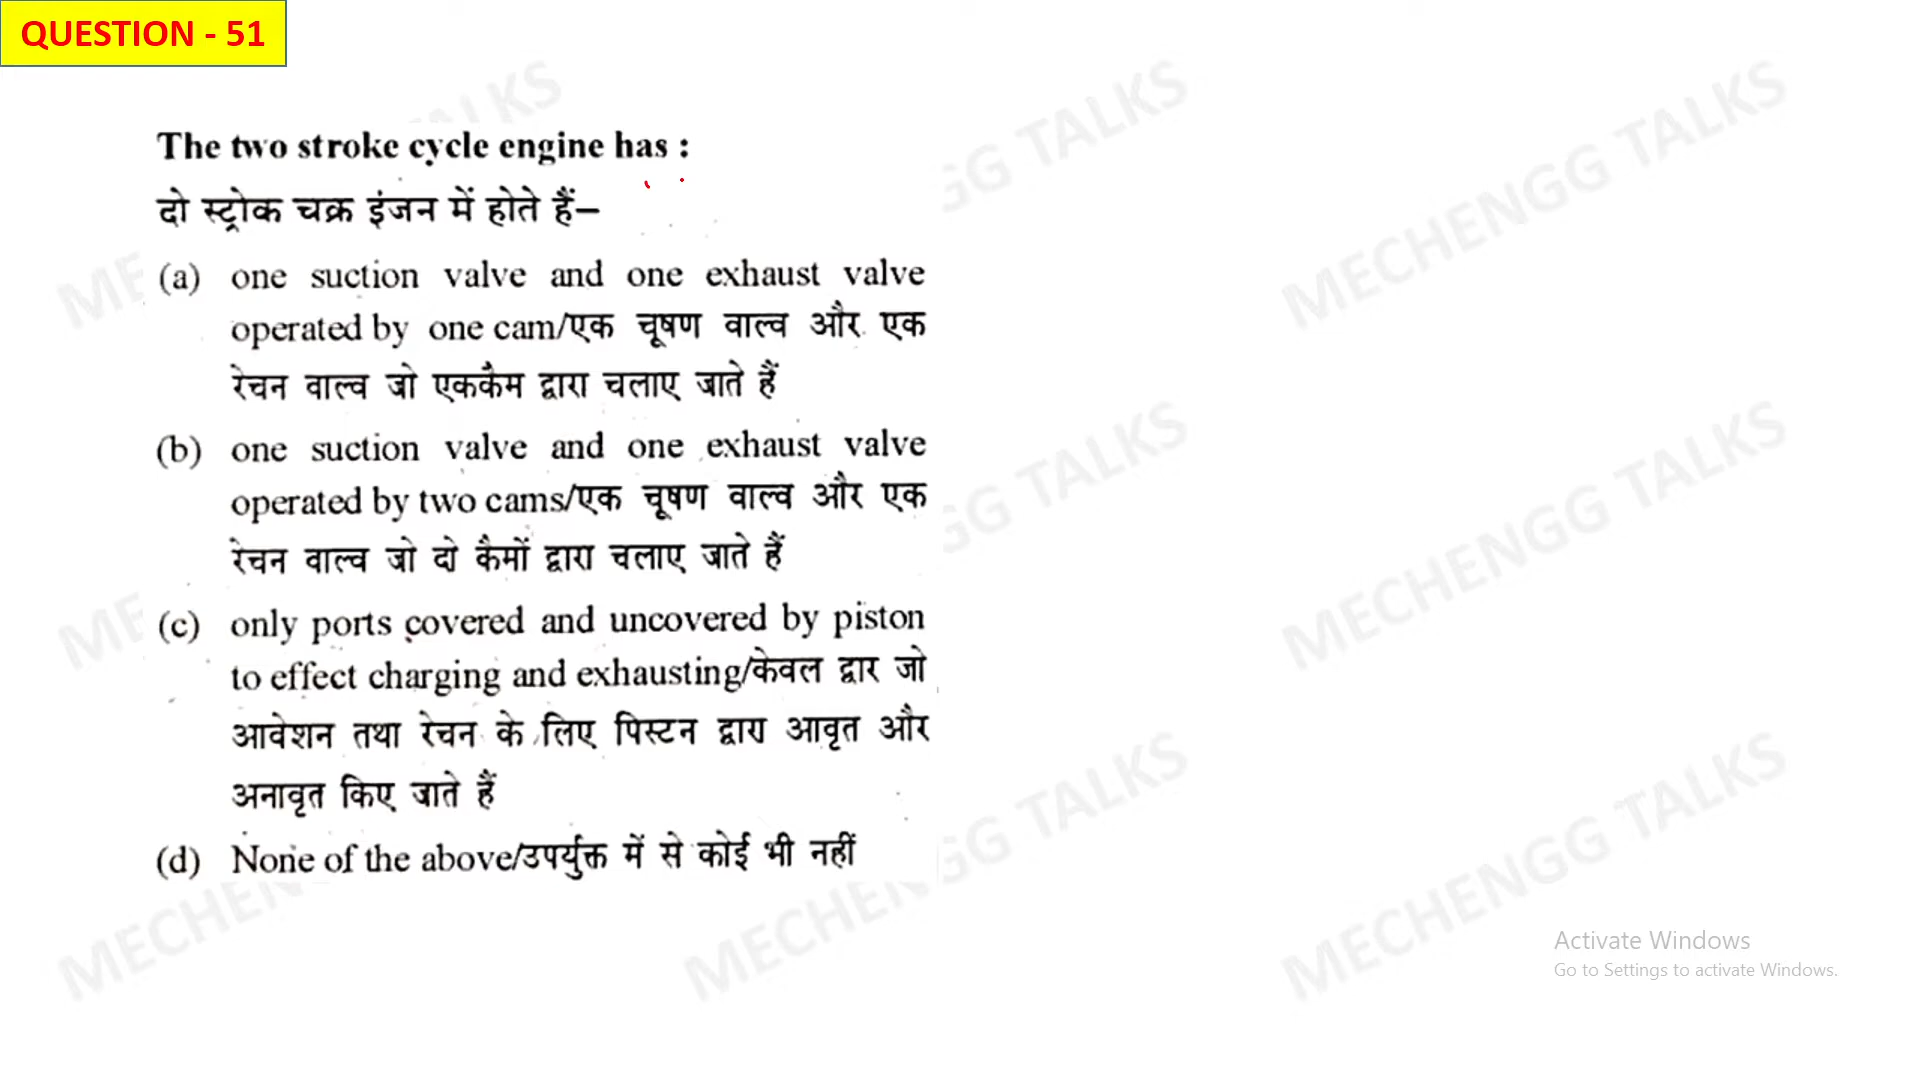 QUESTION - 51
The two stroke cycle engine has :
दो स्ट्रोक चक्र इंजन में होते हैं–
(a) one suction valve and one exhaust valve
operated by one cam/एक चूषण वाल्व और एक
रेचन वाल्व जो एककैम द्वारा चलाए जाते हैं
(b) one suction valve and one exhaust valve
operated by two cams/एक चूषण वाल्व और एक
रेचन वाल्व जो दो कैमों द्वारा चलाए जाते हैं
(c) only ports covered and uncovered by piston
to effect charging and exhausting/केवल द्वार जो
आवेशन तथा रेचन के लिए पिस्टन द्वारा आवृत और
अनावृत किए जाते हैं
(d) None of the above/उपर्युक्त में से कोई भी नहीं
MECHENGG TALKS
MECHENGG TALKS
MECHENGG TALKS
Activate Windows
Go to Settings to activate Windows.